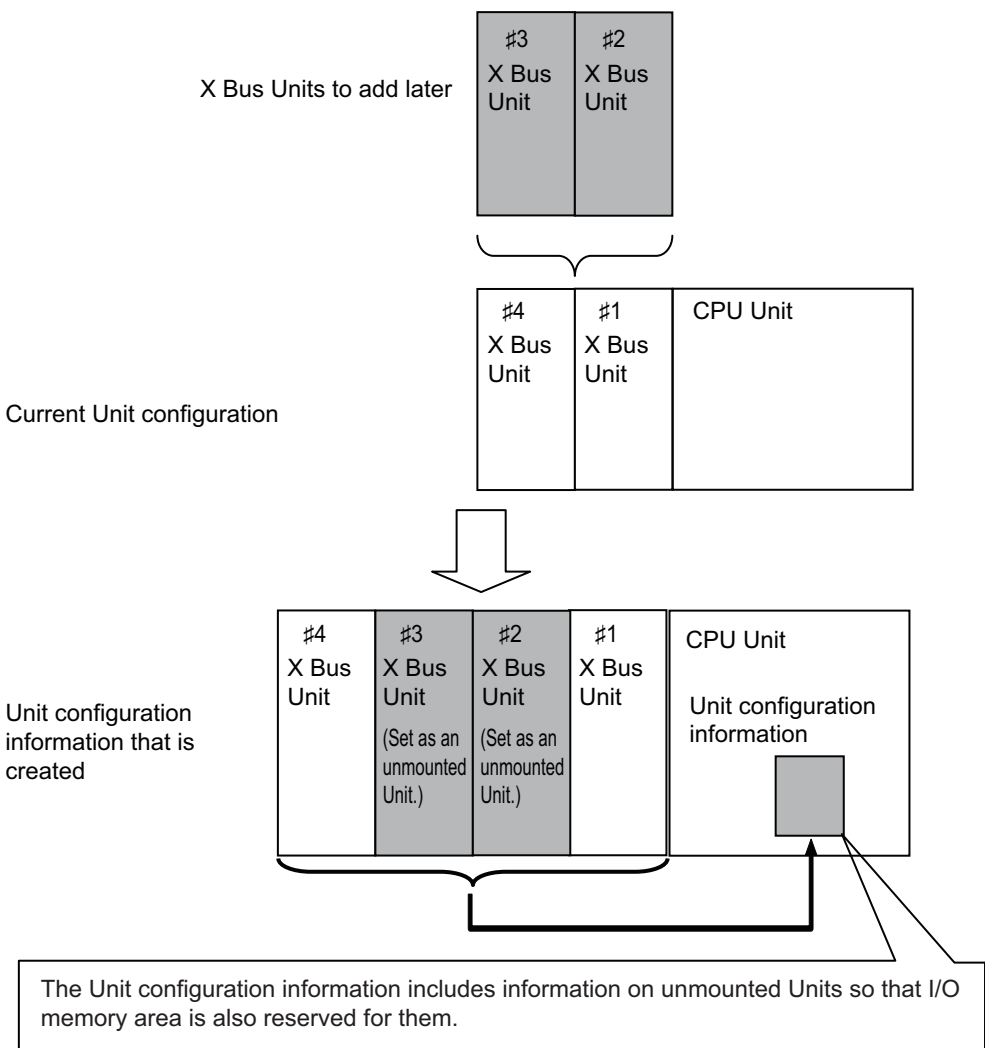 ♯3
X Bus
Unit
♯2
X Bus
Unit
X Bus Units to add later
♯4
X Bus
Unit
♯1
X Bus
Unit
CPU Unit
Current Unit configuration
♯4
X Bus
Unit
♯3
X Bus
Unit
(Set as an
unmounted
Unit.)
♯2
X Bus
Unit
(Set as an
unmounted
Unit.)
♯1
X Bus
Unit
CPU Unit
Unit configuration
information
Unit configuration
information that is
created
The Unit configuration information includes information on unmounted Units so that I/O
memory area is also reserved for them.